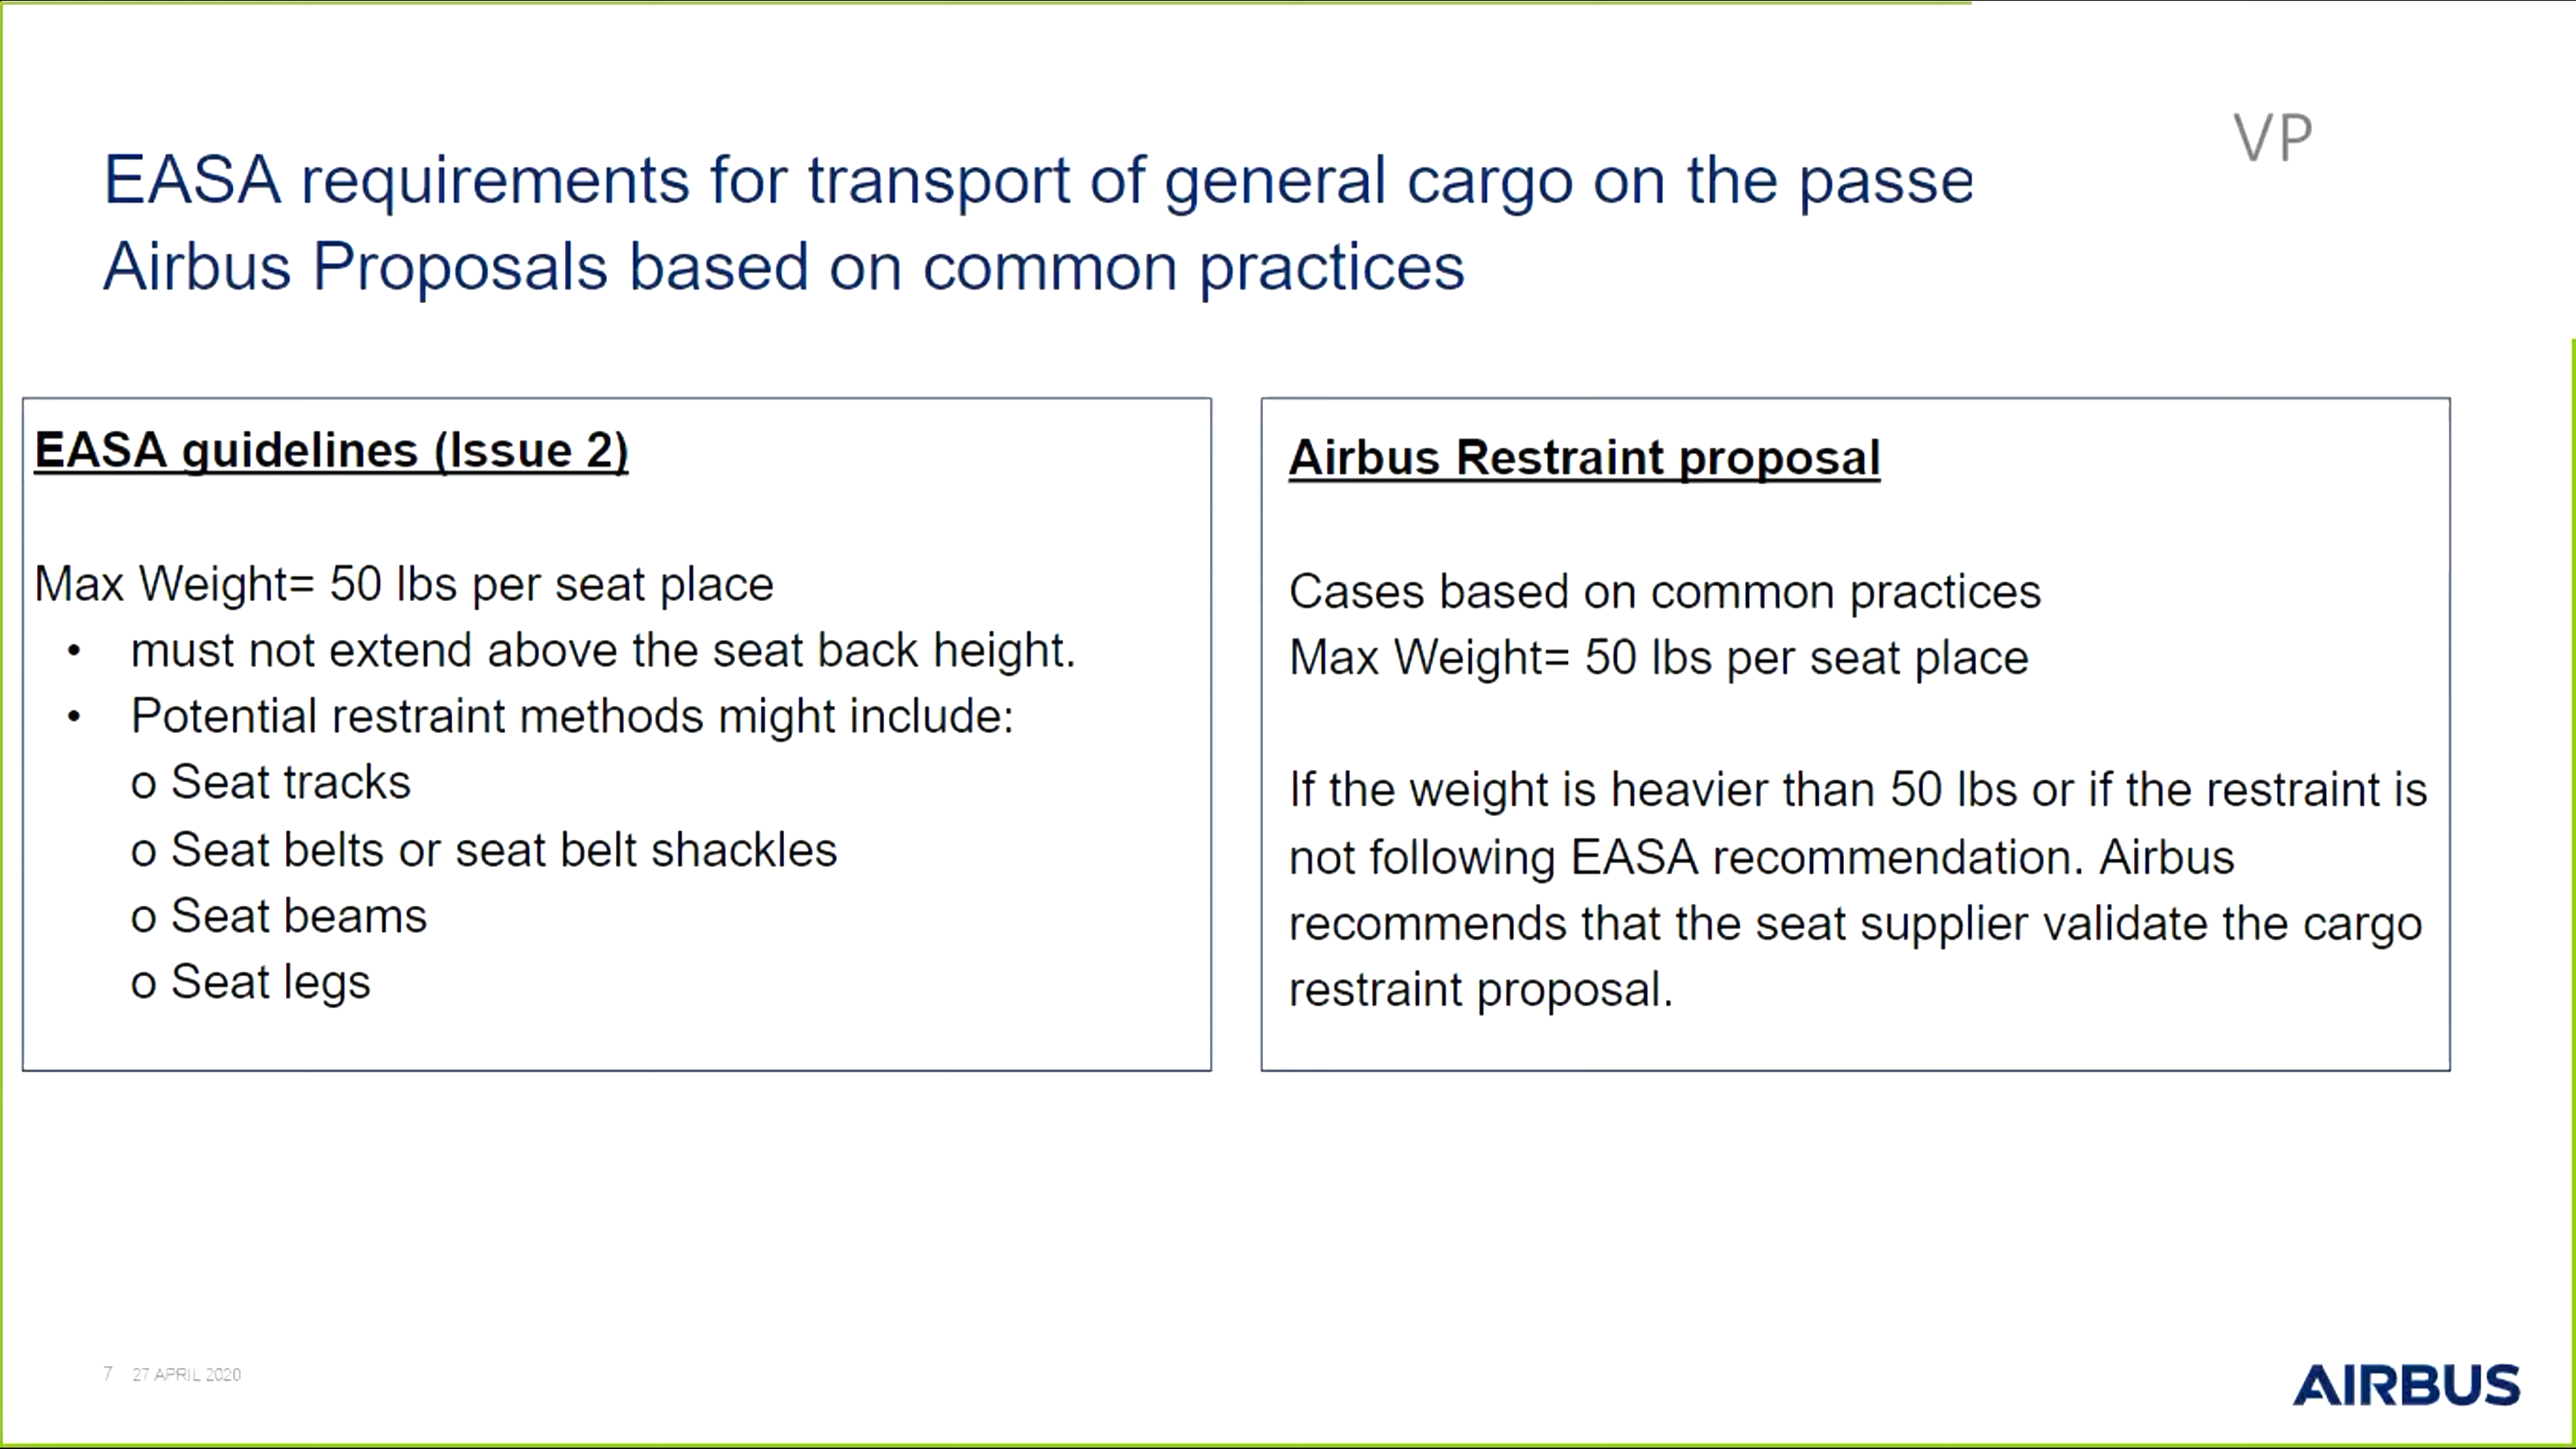 VP
EASA requirements for transport of general cargo on the passe
Airbus Proposals based on common practices
EASA guidelines (Issue 2)
Max Weight= 50 lbs per seat place
• must not extend above the seat back height.
• Potential restraint methods might include:
o Seat tracks
o Seat belts or seat belt shackles
o Seat beams
o Seat legs
Airbus Restraint proposal
Cases based on common practices
Max Weight= 50 lbs per seat place
If the weight is heavier than 50 lbs or if the restraint is
not following EASA recommendation. Airbus
recommends that the seat supplier validate the cargo
restraint proposal.
7 27 APRIL 2020
AIRBUS